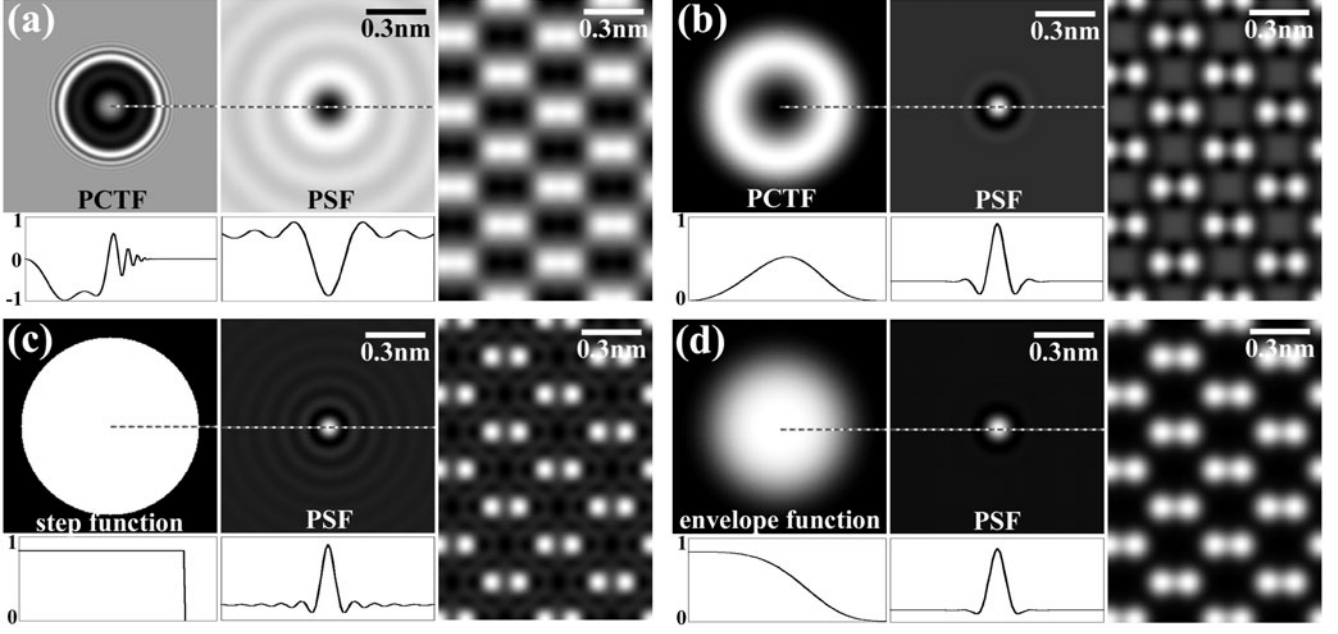 (a)
0.3nm
0.3nm
PCTF
PSF
1
0
-1
(b)
0.3nm
0.3nm
PCTF
PSF
1
0
(c)
0.3nm
0.3nm
step function
PSF
1
0
(d)
0.3nm
0.3nm
envelope function
PSF
1
0